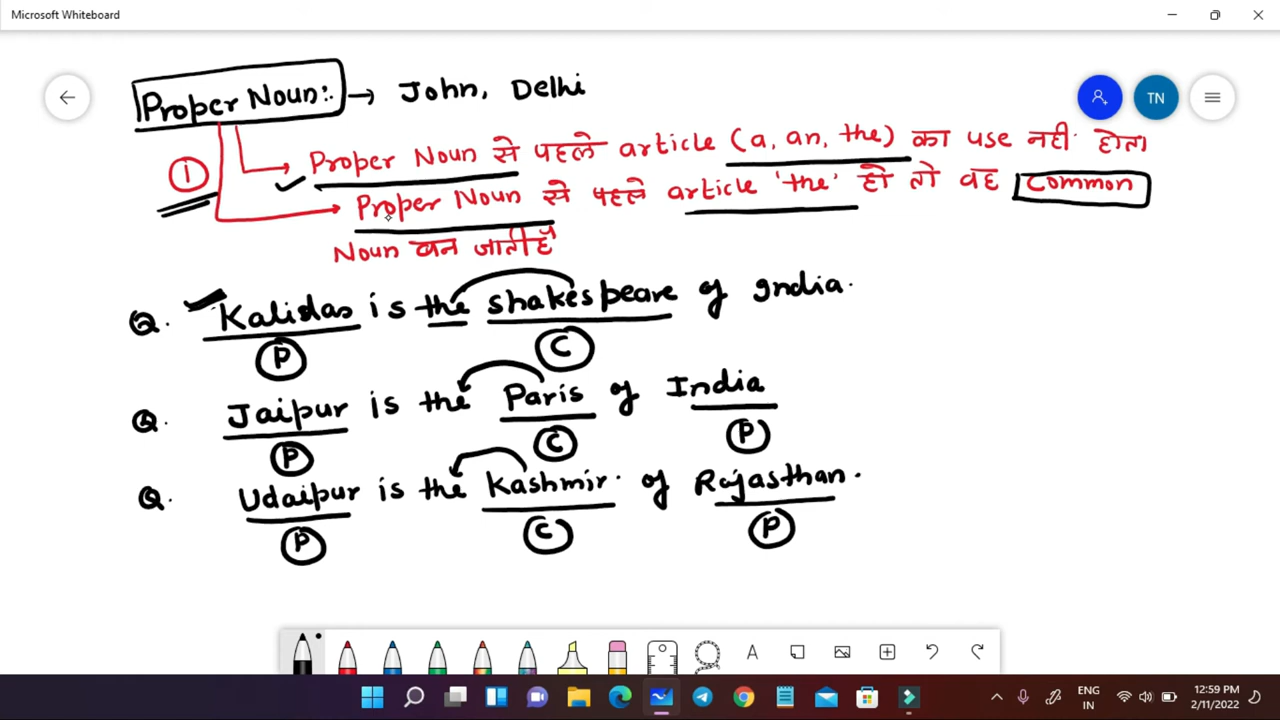 Microsoft Whiteboard
Proper Noun:. → John, Delhi
TN
① Proper Noun से पहले article (a, an, the) का use नही होता।
Proper Noun से पहले article 'the' हो तो वह Common
Noun बन जाती है
Q. Kalidas is the shakespeare of India.
P C
Q. Jaipur is the Paris of India
P C P
Q. Udaipur is the Kashmir. of Rajasthan.
P C P
A
ENG
IN
12:59 PM
2/11/2022